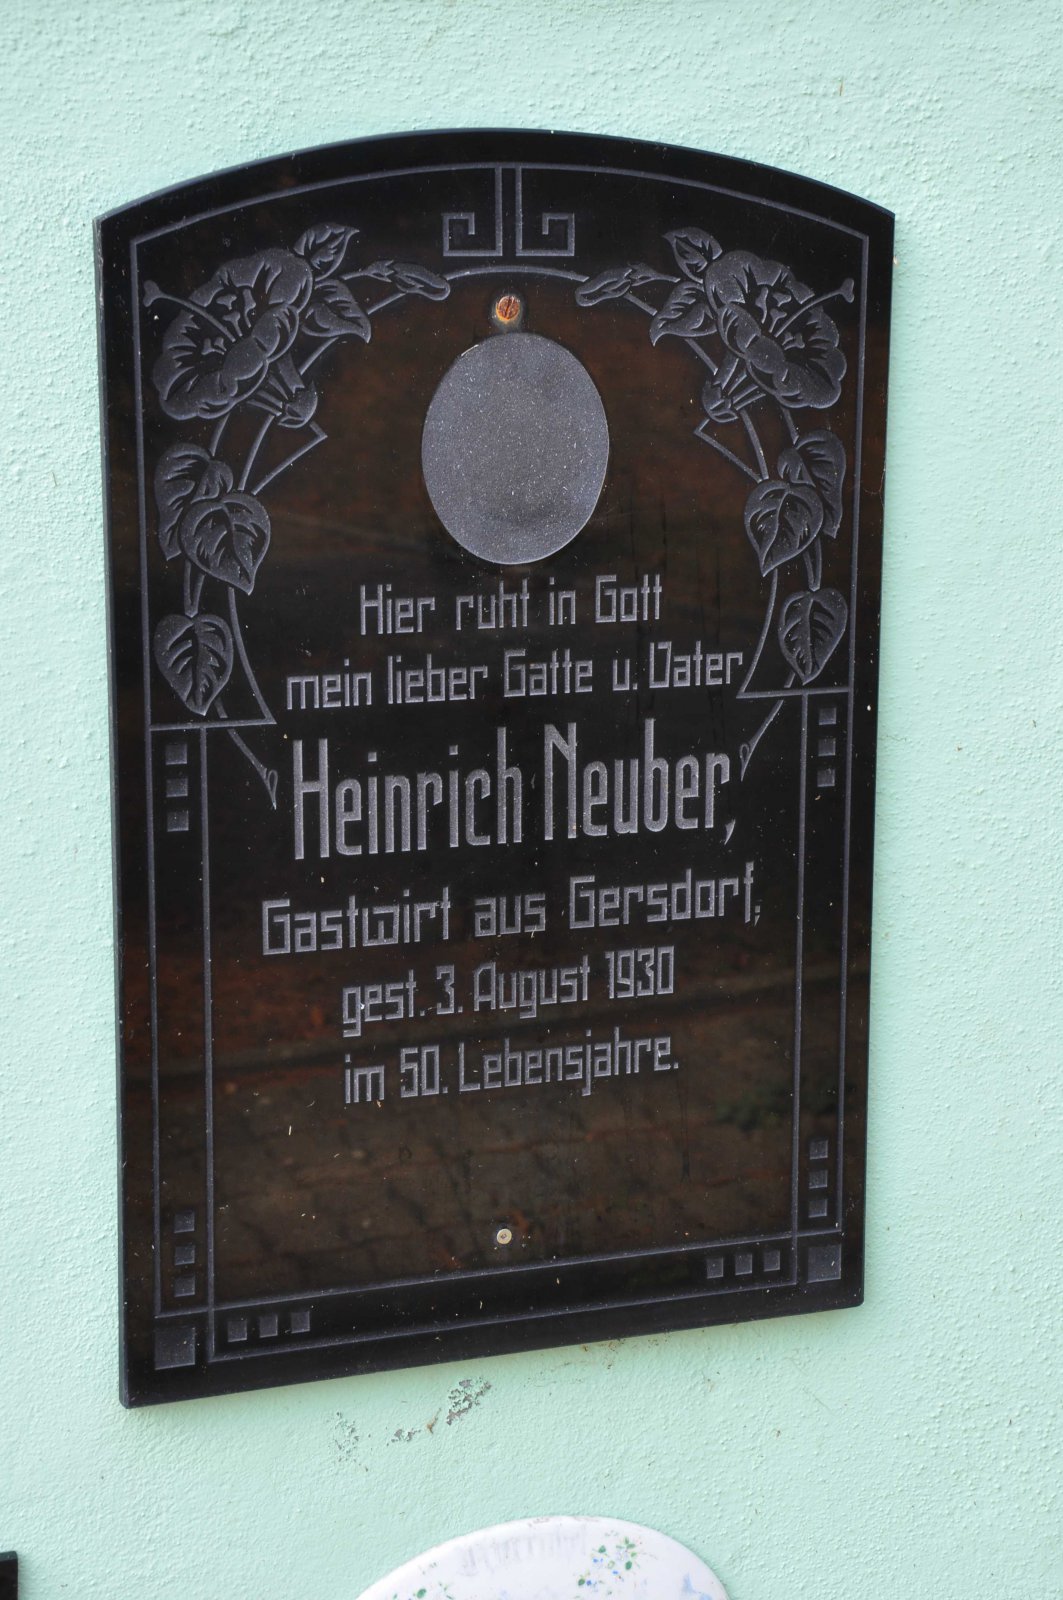 Hier ruht in Gott
mein lieber Gatte u. Vater
Heinrich Neuber,
Gastwirt aus Gersdorf,
gest. 3. August 1930
im 50. Lebensjahre.